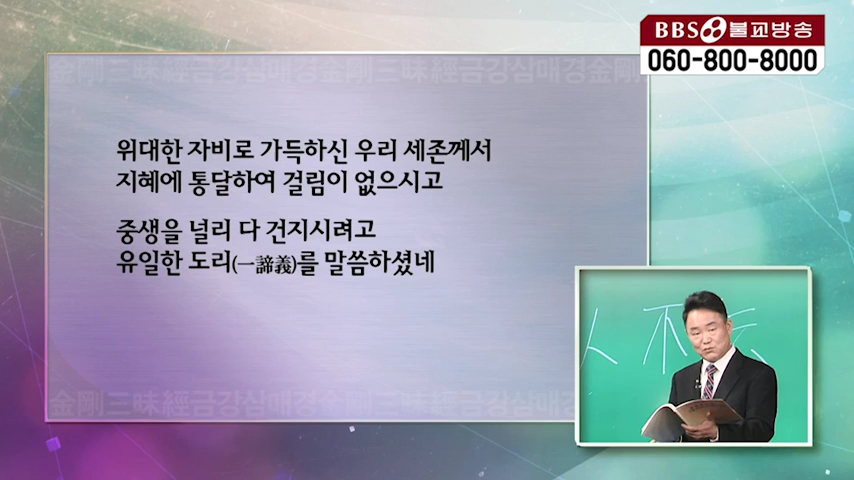 BBS 불교방송
060-800-8000
金剛三昧經금강삼매경金剛三昧經금강삼매경金剛
위대한 자비로 가득하신 우리 세존께서
지혜에 통달하여 걸림이 없으시고
중생을 널리 다 건지시려고
유일한 도리(一諦義)를 말씀하셨네
人不
金剛三昧經금강삼매경金剛三昧經금강삼매경